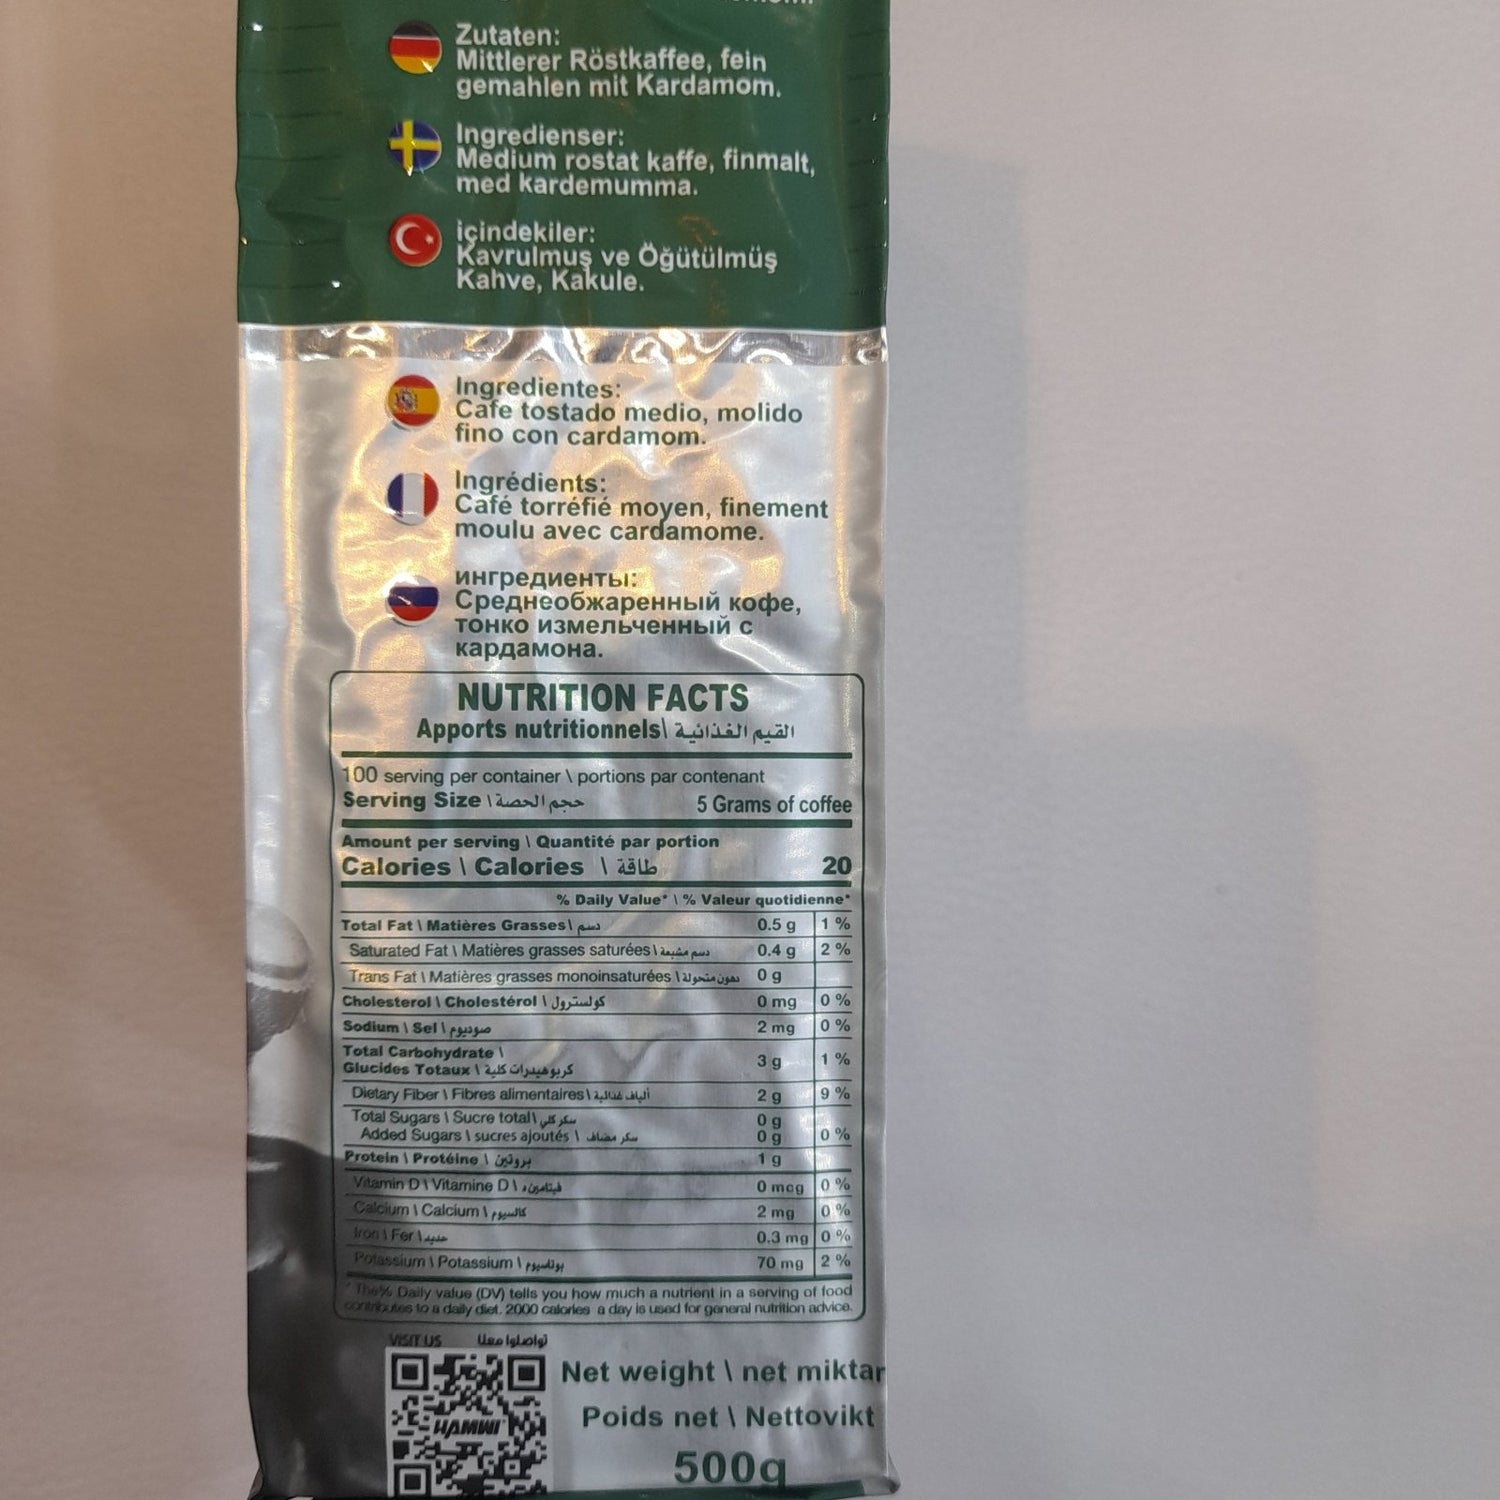 Zutaten:
Mittlerer Röstkaffee, fein
gemahlen mit Kardamom.
Ingredienser:
Medium rostat kaffe, finmalt,
med kardemumma.
içindekiler:
Kavrulmuş ve Öğütülmüş
Kahve, Kakule.
Ingredientes:
Cafe tostado medio, molido
fino con cardamom.
Ingrédients:
Café torréfié moyen, finement
moulu avec cardamome.
ингредиенты:
Среднеобжаренный кофе,
тонко измельченный с
кардамона.
NUTRITION FACTS
Apports nutritionnels\ القيم الغذائية
100 serving per container \ portions par contenant
Serving Size \ حجم الحصة 5 Grams of coffee
Amount per serving \ Quantité par portion
Calories \ Calories \ طاقة 20
% Daily Value* \ % Valeur quotidienne*
Total Fat \ Matières Grasses\ دسم 0.5 g 1 %
Saturated Fat \ Matières grasses saturées \ دسم مشبعة 0.4 g 2 %
Trans Fat \ Matières grasses monoinsaturées \ دهون متحولة 0 g
Cholesterol \ Cholestérol \ كولسترول 0 mg 0 %
Sodium \ Sel \ صوديوم 2 mg 0 %
Total Carbohydrate \
Glucides Totaux \ كربوهيدرات كلية 3 g 1 %
Dietary Fiber \ Fibres alimentaires \ ألياف غذائية 2 g 9 %
Total Sugars \ Sucre total\ سكر كلي 0 g
Added Sugars \ sucres ajoutés \ سكر مضاف 0 g 0 %
Protein \ Protéine \ بروتين 1 g
Vitamin D \ Vitamine D \ فيتامين د 0 mcg 0 %
Calcium \ Calcium \ كالسيوم 2 mg 0 %
Iron \ Fer \ حديد 0.3 mg 0 %
Potassium \ Potassium \ بوتاسيوم 70 mg 2 %
* The% Daily value (DV) tells you how much a nutrient in a serving of food
contributes to a daily diet. 2000 calories a day is used for general nutrition advice.
VISIT US تواصلوا معنا
HAMWI
Net weight \ net miktar
Poids net \ Nettovikt
500g